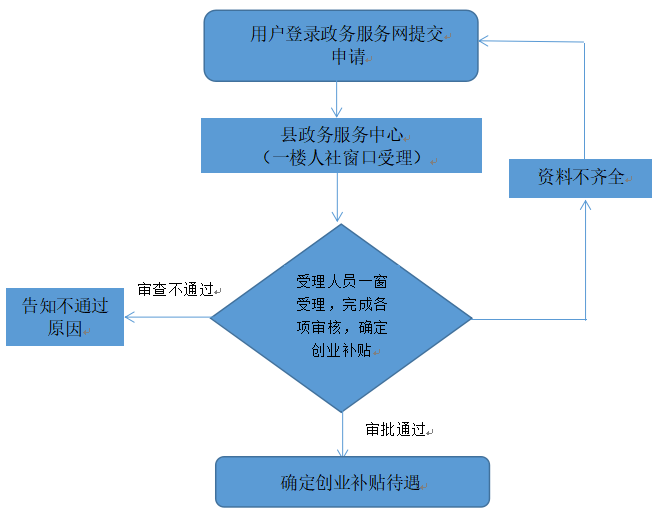 用户登录政务服务网提交
申请
县政务服务中心
（一楼人社窗口受理）
资料不齐全
受理人员一窗
受理，完成各
项审核，确定
创业补贴
审查不通过
告知不通过
原因
审批通过
确定创业补贴待遇